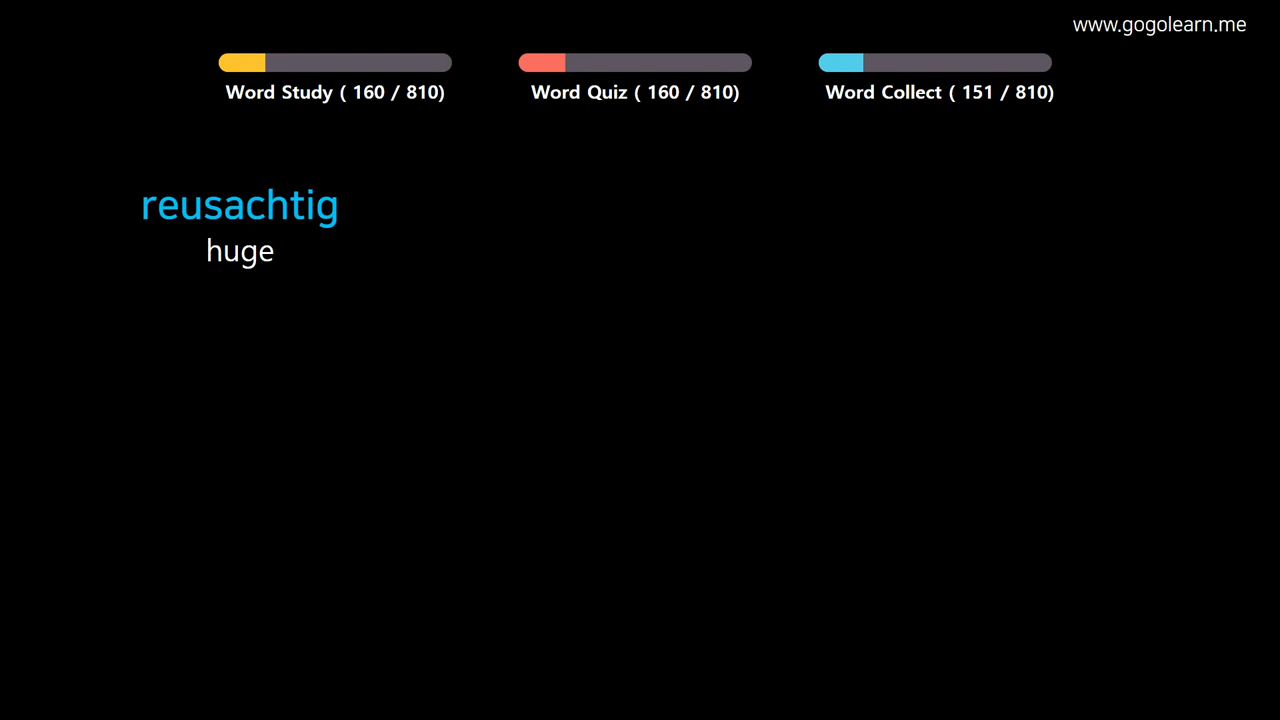 www.gogolearn.me
Word Study ( 160 / 810)
Word Quiz ( 160 / 810)
Word Collect ( 151 / 810)
reusachtig
huge